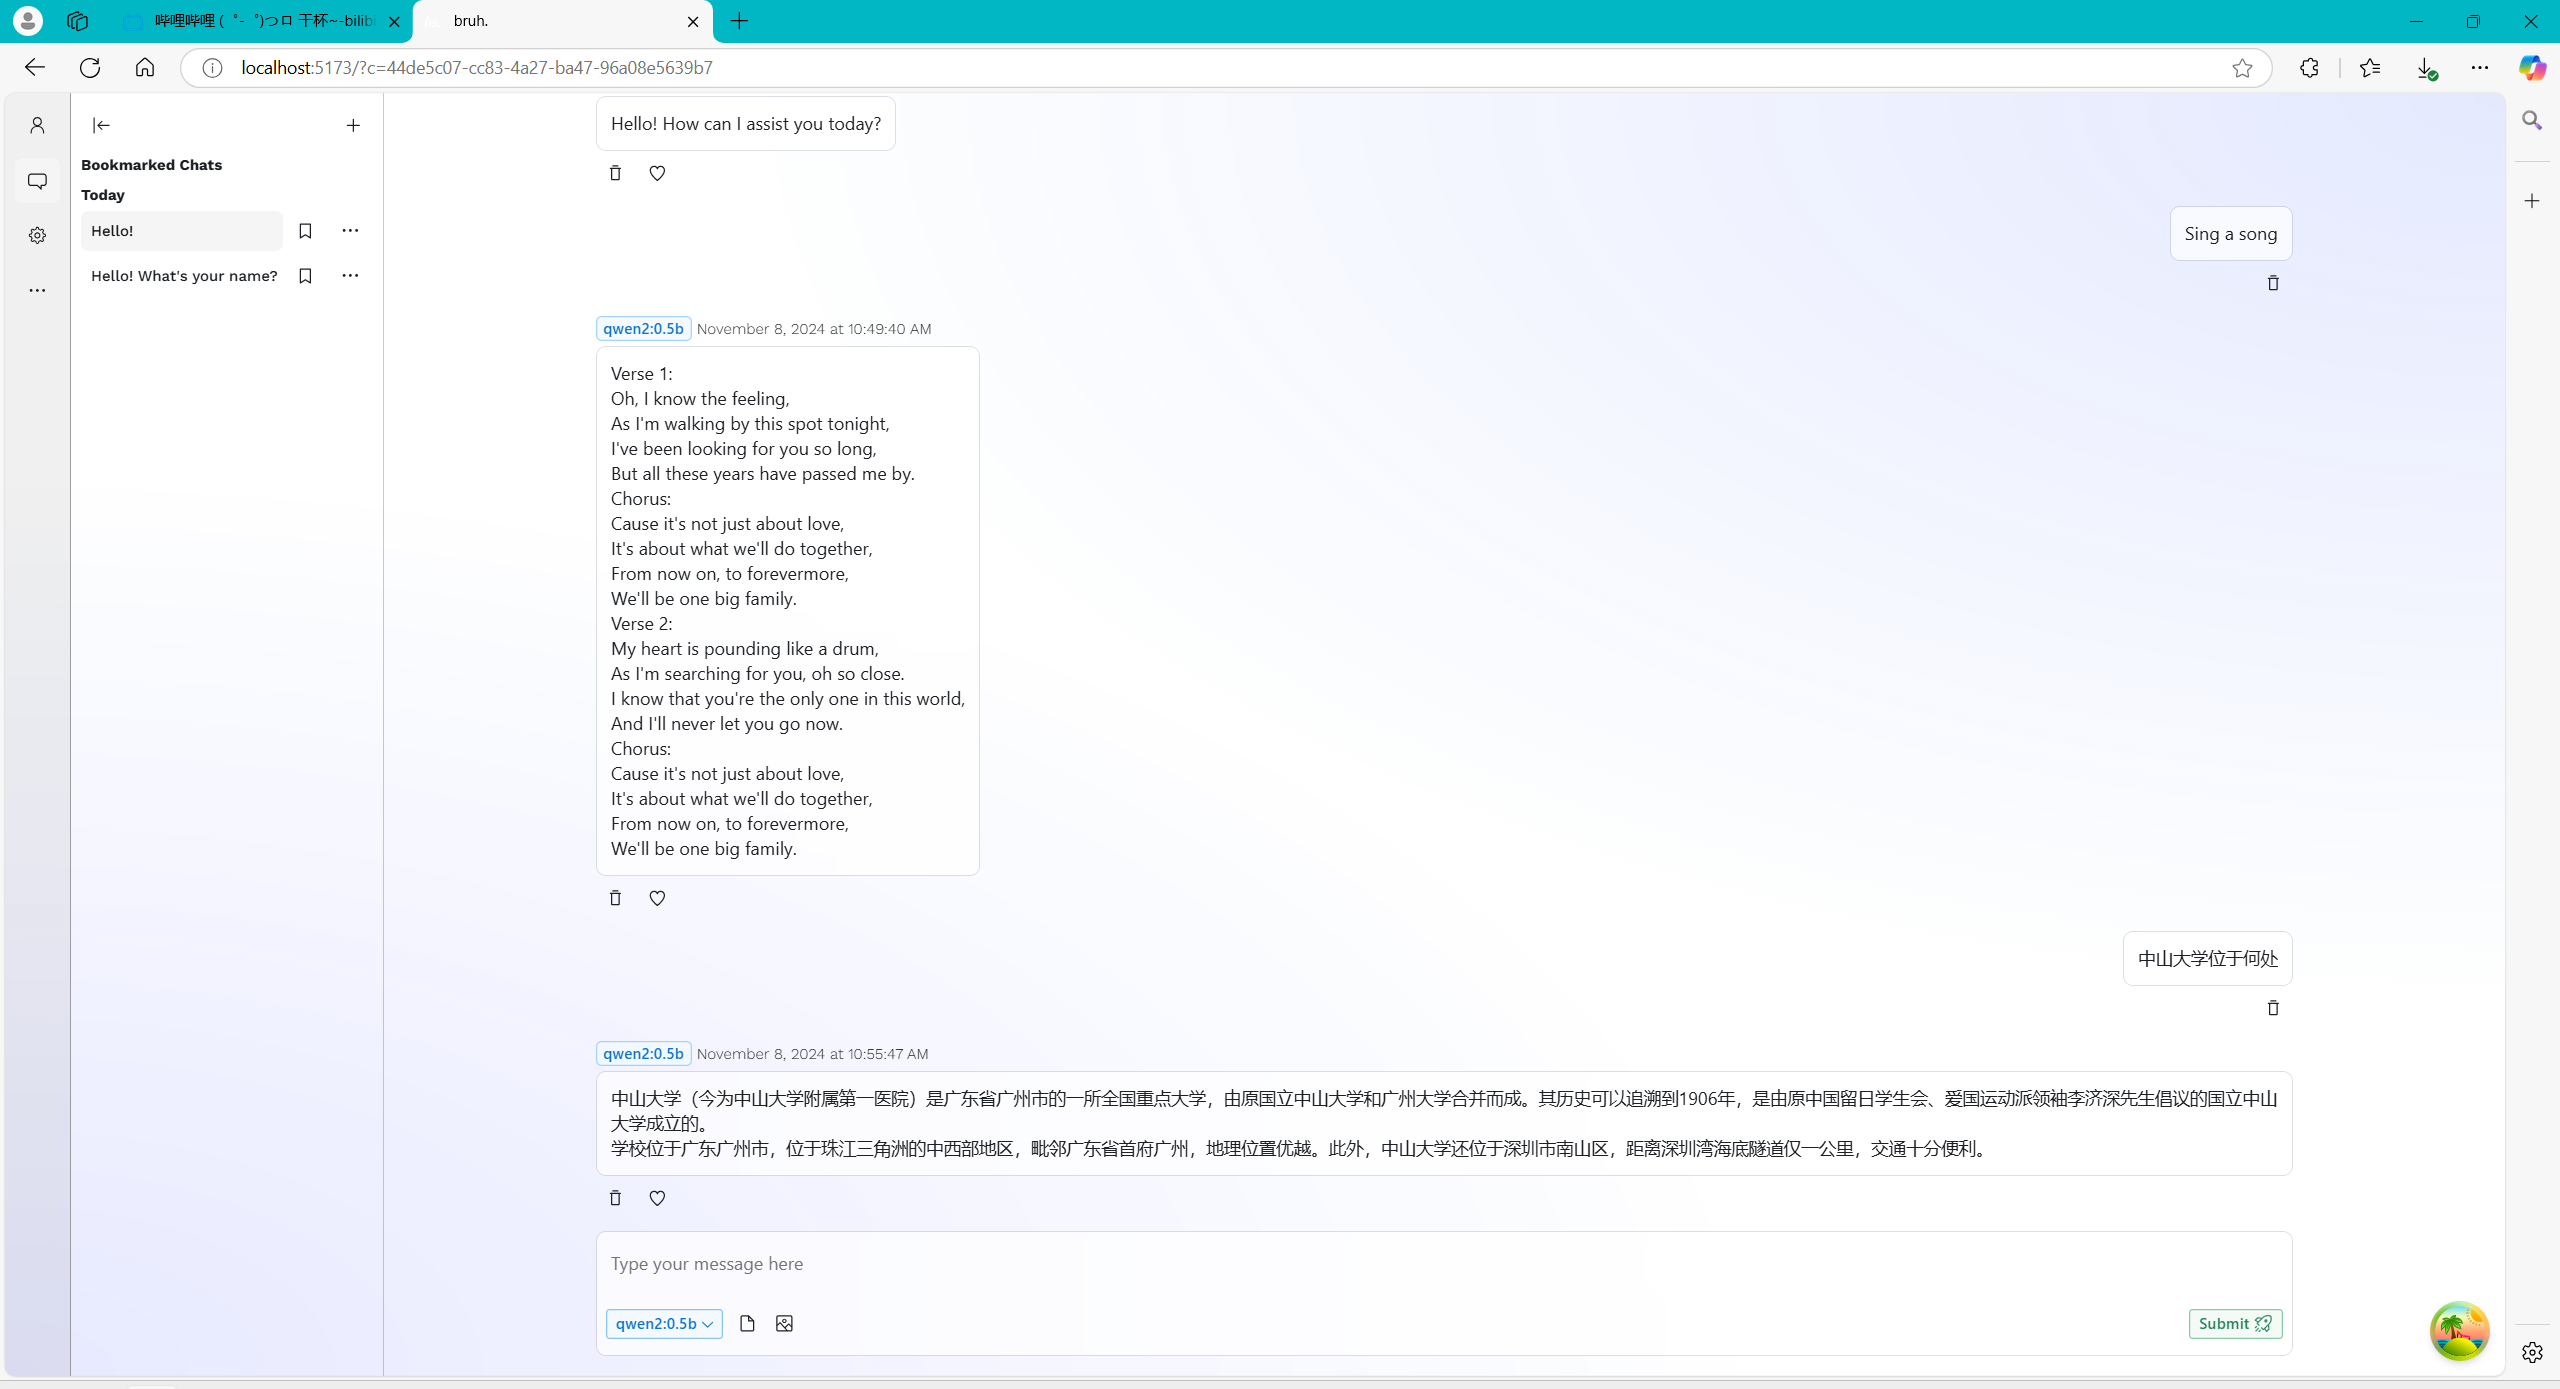 哔哩哔哩 (゜-゜)つロ 干杯~-bilibi
bruh.
localhost:5173/?c=44de5c07-cc83-4a27-ba47-96a08e5639b7
Bookmarked Chats
Today
Hello!
Hello! What's your name?
Hello! How can I assist you today?
Sing a song
qwen2:0.5b November 8, 2024 at 10:49:40 AM
Verse 1:
Oh, I know the feeling,
As I'm walking by this spot tonight,
I've been looking for you so long,
But all these years have passed me by.
Chorus:
Cause it's not just about love,
It's about what we'll do together,
From now on, to forevermore,
We'll be one big family.
Verse 2:
My heart is pounding like a drum,
As I'm searching for you, oh so close.
I know that you're the only one in this world,
And I'll never let you go now.
Chorus:
Cause it's not just about love,
It's about what we'll do together,
From now on, to forevermore,
We'll be one big family.
中山大学位于何处
qwen2:0.5b November 8, 2024 at 10:55:47 AM
中山大学（今为中山大学附属第一医院）是广东省广州市的一所全国重点大学，由原国立中山大学和广州大学合并而成。其历史可以追溯到1906年，是由原中国留日学生会、爱国运动派领袖李济深先生倡议的国立中山
大学成立的。
学校位于广东广州市，位于珠江三角洲的中西部地区，毗邻广东省首府广州，地理位置优越。此外，中山大学还位于深圳市南山区，距离深圳湾海底隧道仅一公里，交通十分便利。
Type your message here
qwen2:0.5b
Submit